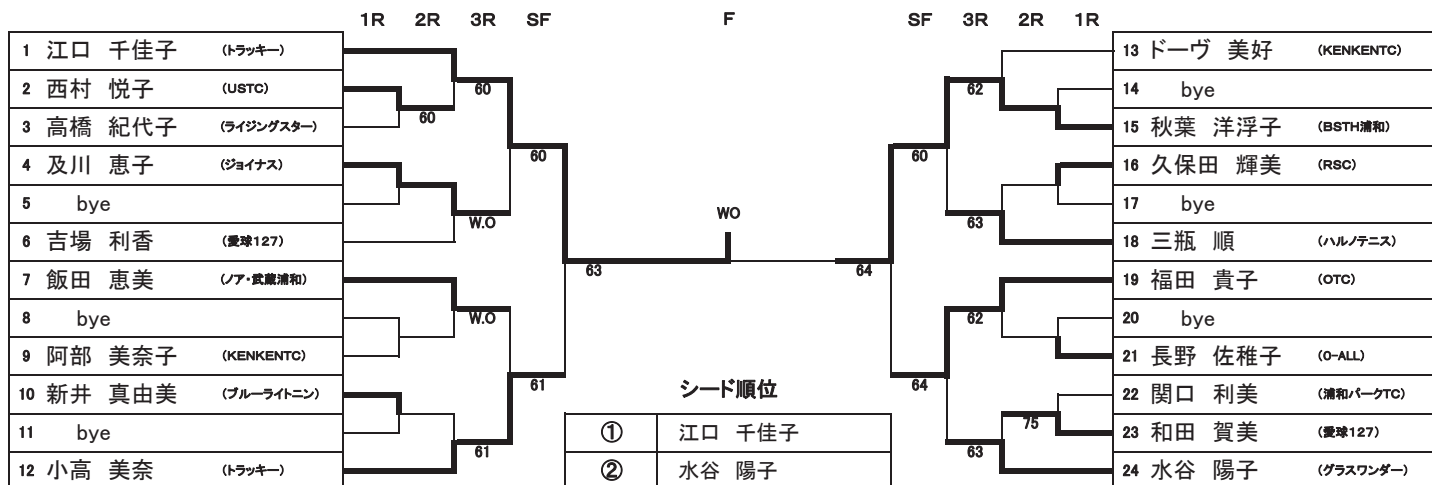 1R 2R 3R SF F SF 3R 2R 1R
1 江口 千佳子 (トラッキー)
2 西村 悦子 (USTC)
3 高橋 紀代子 (ライジングスター)
4 及川 恵子 (ジョイナス)
5 bye
6 吉場 利香 (愛球127)
7 飯田 恵美 (ノア・武蔵浦和)
8 bye
9 阿部 美奈子 (KENKENTC)
10 新井 真由美 (ブルーライトニン)
11 bye
12 小高 美奈 (トラッキー)
60
60
W.O
60
W.O
61
61
63
WO
64
60
64
62
63
62
75
63
13 ドーヴ 美好 (KENKENTC)
14 bye
15 秋葉 洋浮子 (BSTH浦和)
16 久保田 輝美 (RSC)
17 bye
18 三瓶 順 (ハルノテニス)
19 福田 貴子 (OTC)
20 bye
21 長野 佐稚子 (O-ALL)
22 関口 利美 (浦和パークTC)
23 和田 賀美 (愛球127)
24 水谷 陽子 (グラスワンダー)
シード順位
① 江口 千佳子
② 水谷 陽子